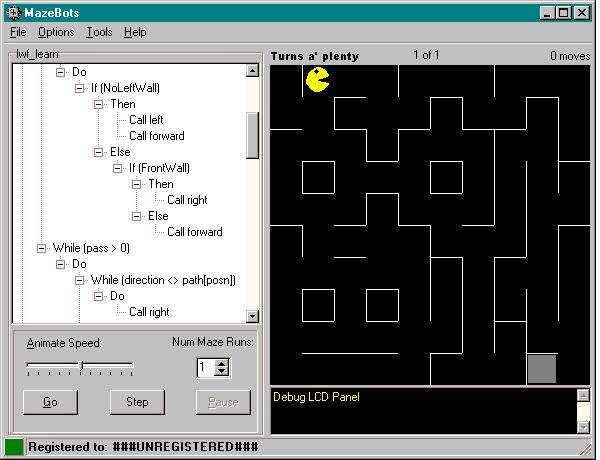 MazeBots
File Options Tools Help
lwf_learn
Do
If (NoLeftWall)
Then
Call left
Call forward
Else
If (FrontWall)
Then
Call right
Else
Call forward
While (pass > 0)
Do
While (direction <> path[posn])
Do
Call right
Animate Speed:
Num Maze Runs:
1
Go
Step
Pause
Turns a' plenty
1 of 1
0 moves
Debug LCD Panel
Registered to: ###UNREGISTERED###